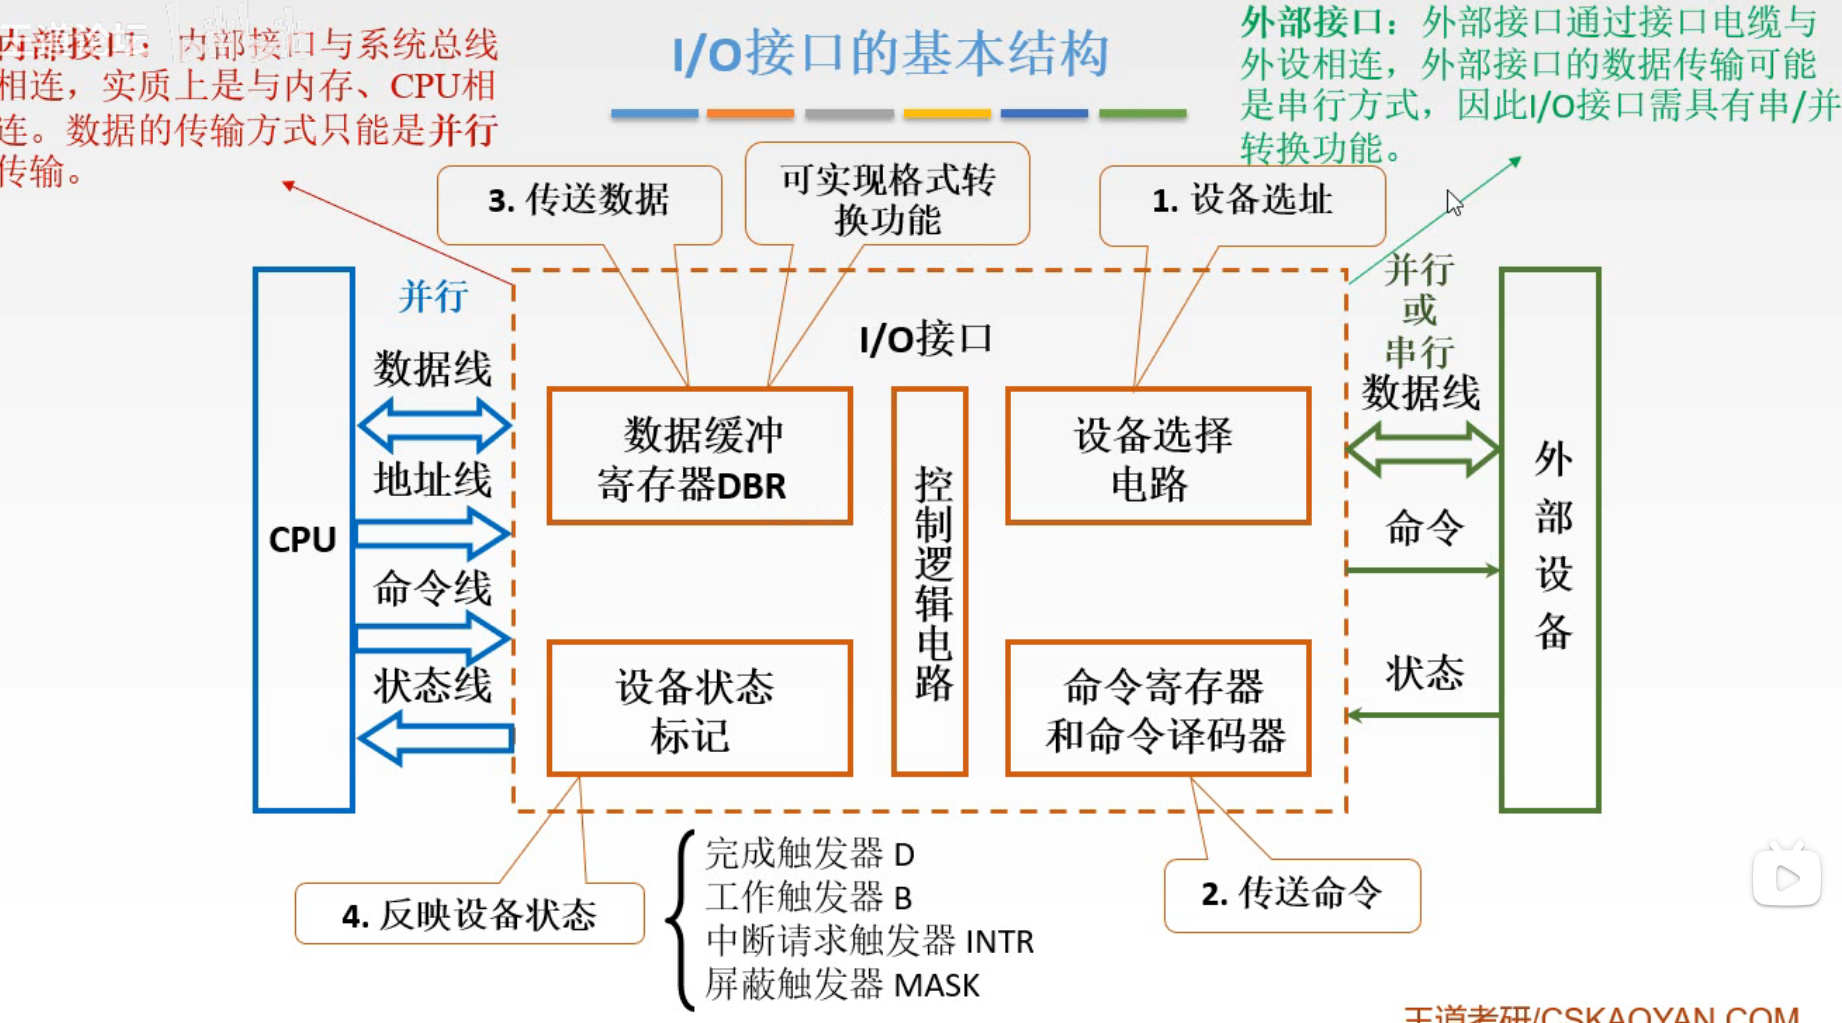 I/O接口的基本结构
内部接口：内部接口与系统总线
相连，实质上是与内存、CPU相
连。数据的传输方式只能是并行
传输。
外部接口：外部接口通过接口电缆与
外设相连，外部接口的数据传输可能
是串行方式，因此I/O接口需具有串/并
转换功能。
3. 传送数据
可实现格式转
换功能
1. 设备选址
并行
数据线
地址线
命令线
状态线
CPU
I/O接口
数据缓冲
寄存器DBR
控制逻辑电路
设备选择
电路
设备状态
标记
命令寄存器
和命令译码器
并行
或
串行
数据线
命令
状态
外部设备
4. 反映设备状态
完成触发器 D
工作触发器 B
中断请求触发器 INTR
屏蔽触发器 MASK
2. 传送命令
王道考研/CSKAOYAN.COM